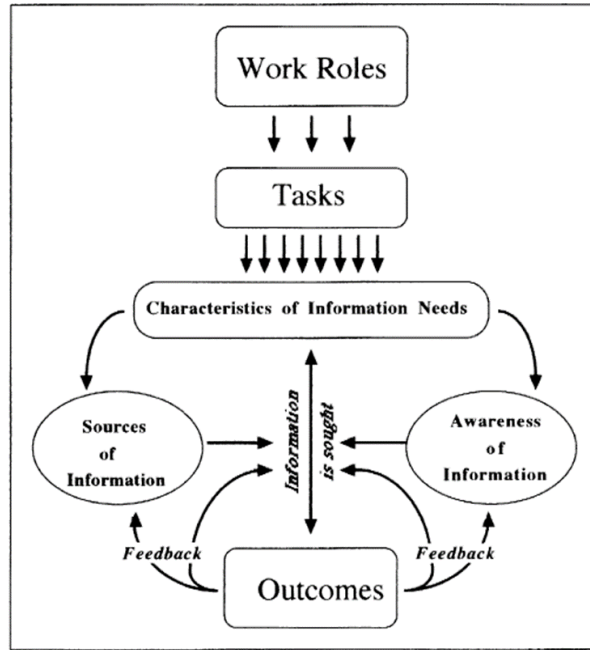 Work Roles
Tasks
Characteristics of Information Needs
Sources
of
Information
Information
is sought
Awareness
of
Information
Feedback
Feedback
Outcomes